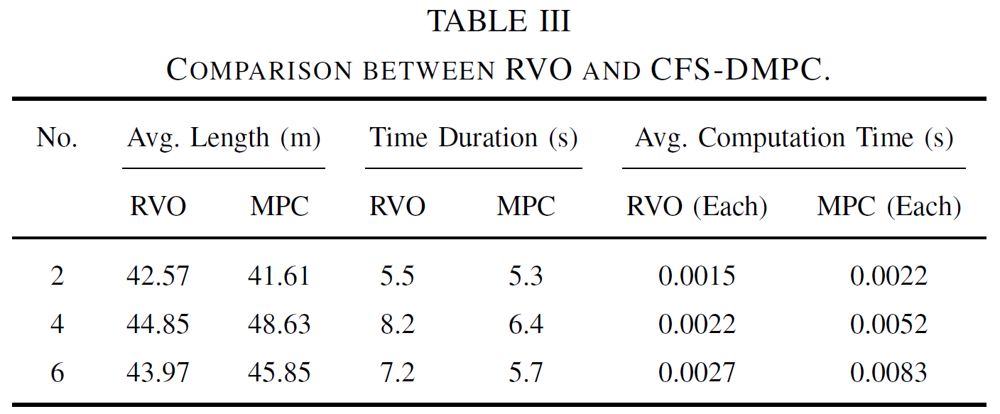 TABLE III
COMPARISON BETWEEN RVO AND CFS-DMPC.
No. Avg. Length (m) Time Duration (s) Avg. Computation Time (s)
RVO MPC RVO MPC RVO (Each) MPC (Each)
2 42.57 41.61 5.5 5.3 0.0015 0.0022
4 44.85 48.63 8.2 6.4 0.0022 0.0052
6 43.97 45.85 7.2 5.7 0.0027 0.0083